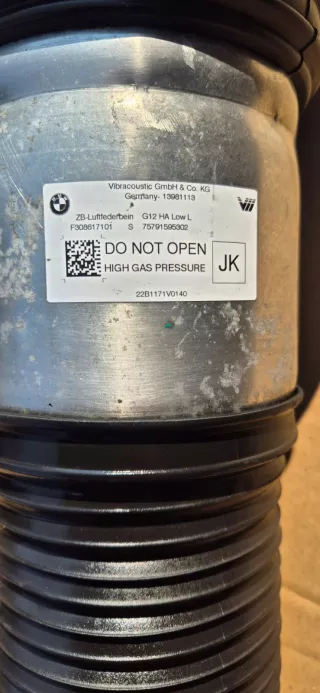 Vibracoustic GmbH & Co. KG
Germany- 13981113
BMW
ZB-Luftfederbein G12 HA Low L
F308617101 S 75791595302
DO NOT OPEN
HIGH GAS PRESSURE
JK
22B1171V0140